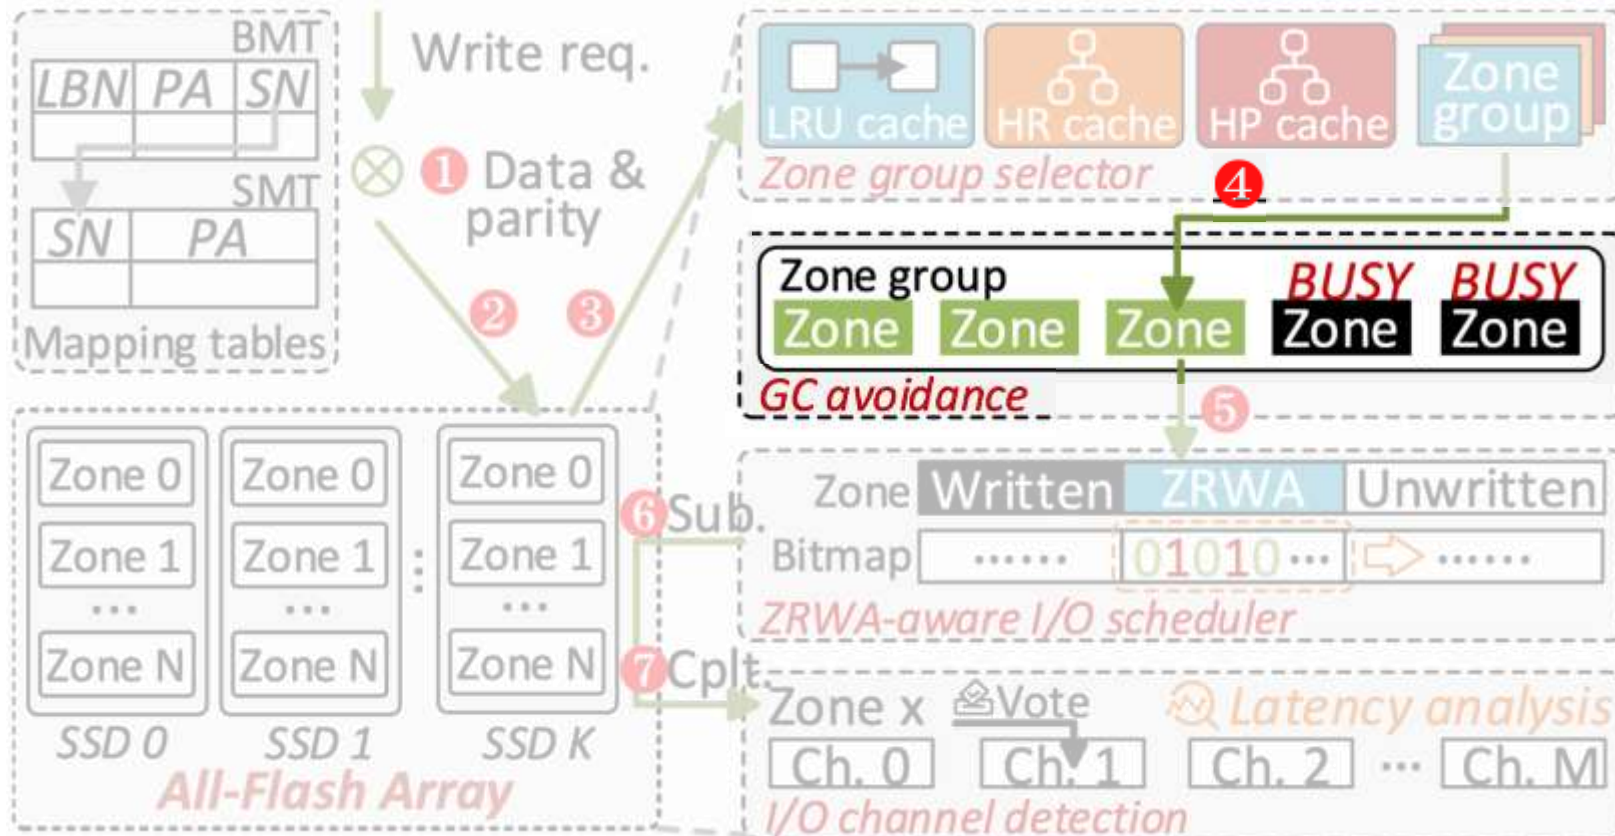 BMT
LBN PA SN
SMT
SN PA
Mapping tables
Write req.
❶ Data &
parity
❷ ❸
LRU cache HR cache HP cache Zone
group
Zone group selector
❹
Zone group BUSY BUSY
Zone Zone Zone Zone Zone
GC avoidance
❺
Zone Written ZRWA Unwritten
Bitmap ...... 01010... ......
ZRWA-aware I/O scheduler
❻ Sub.
❼ Cplt.
Zone x Vote Latency analysis
Ch. 0 Ch. 1 Ch. 2 ... Ch. M
I/O channel detection
Zone 0 Zone 0 Zone 0
Zone 1 Zone 1 Zone 1
... ... ...
Zone N Zone N Zone N
SSD 0 SSD 1 SSD K
All-Flash Array